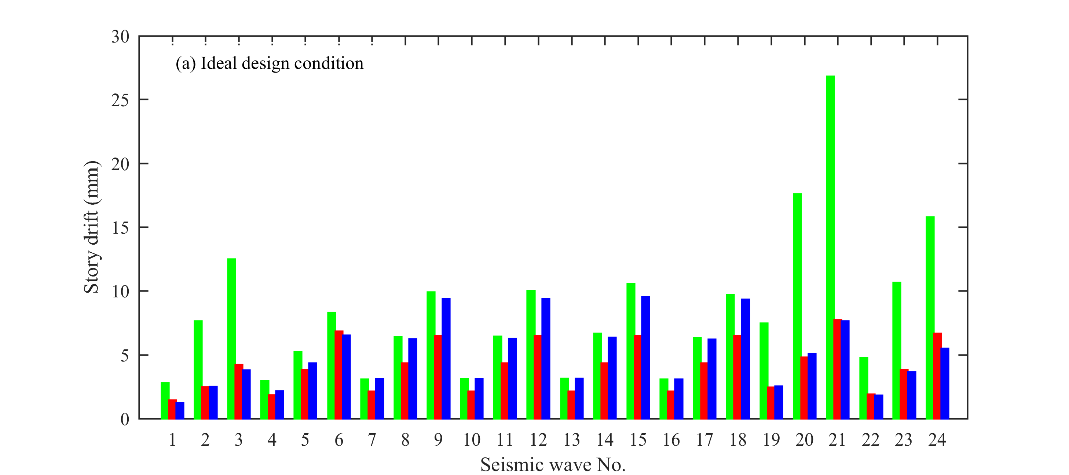 30
(a) Ideal design condition
25
20
15
10
5
0
Story drift (mm)
1 2 3 4 5 6 7 8 9 10 11 12 13 14 15 16 17 18 19 20 21 22 23 24
Seismic wave No.